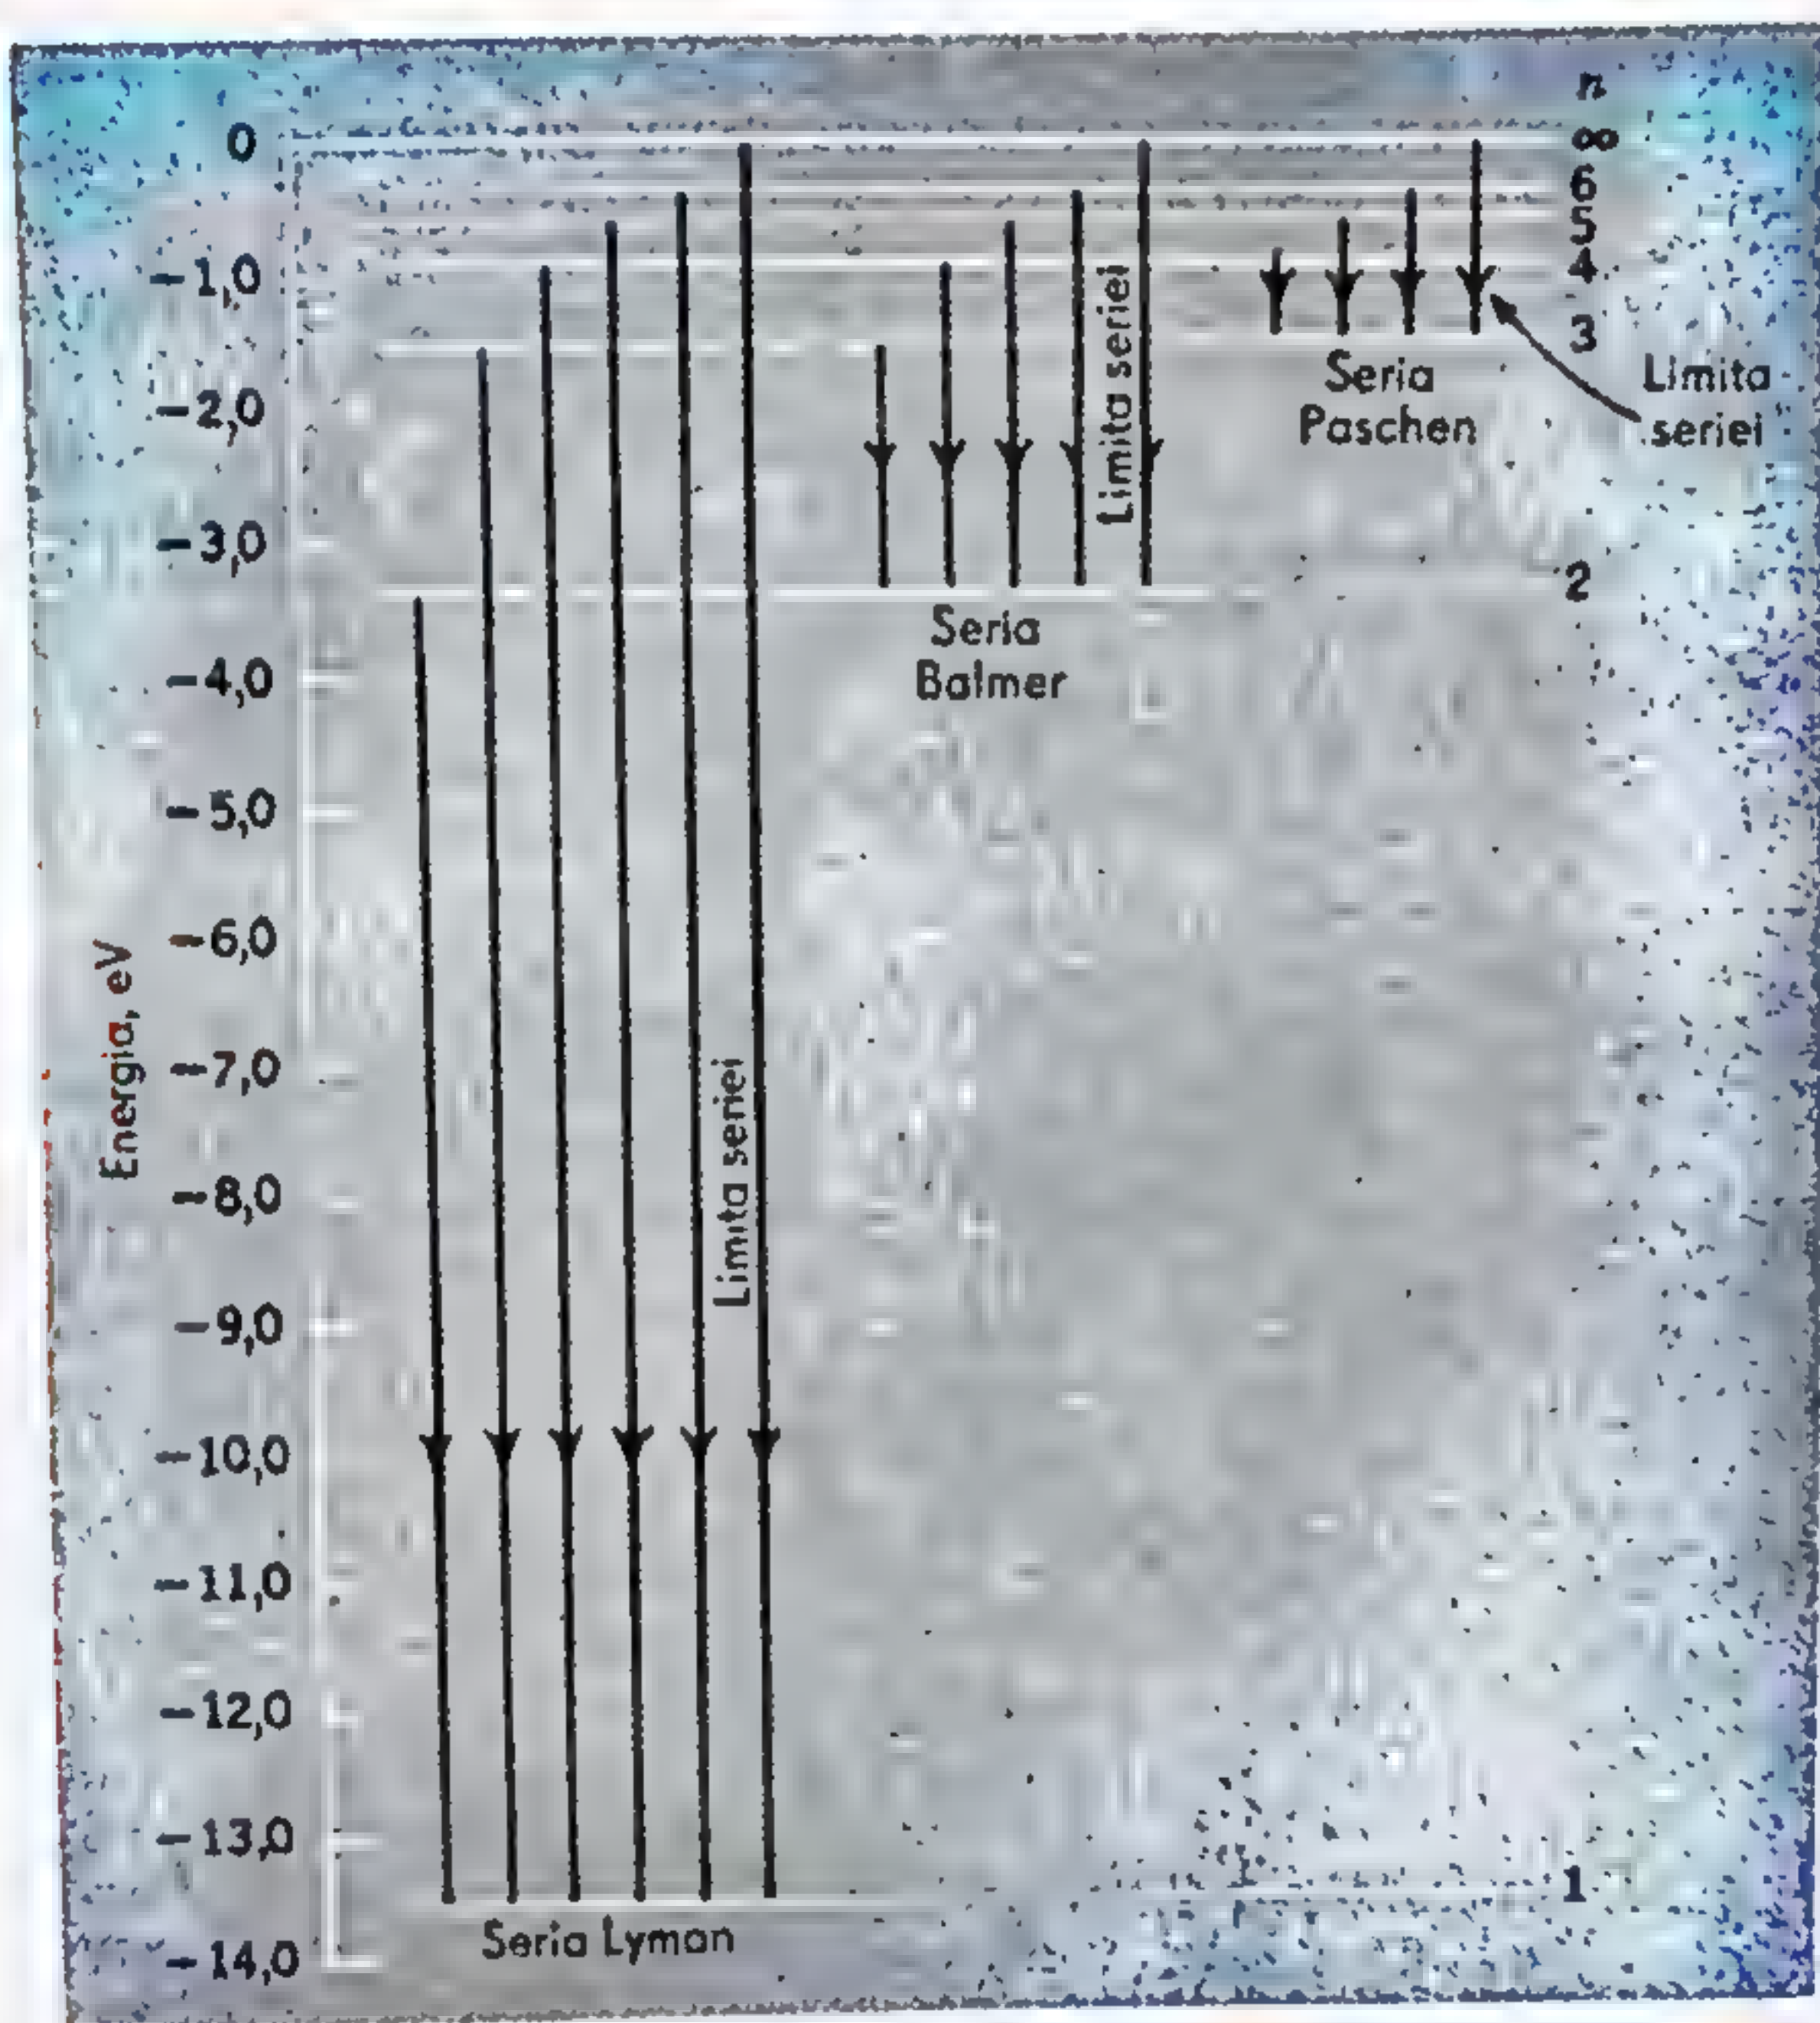 n
0
∞
6
5
-1,0
4
3
Seria
Paschen
Limita
seriei
-2,0
Limita seriei
-3,0
2
Seria
Balmer
-4,0
-5,0
Energia, eV
-6,0
-7,0
Limita seriei
-8,0
-9,0
-10,0
-11,0
-12,0
-13,0
1
Seria Lyman
-14,0